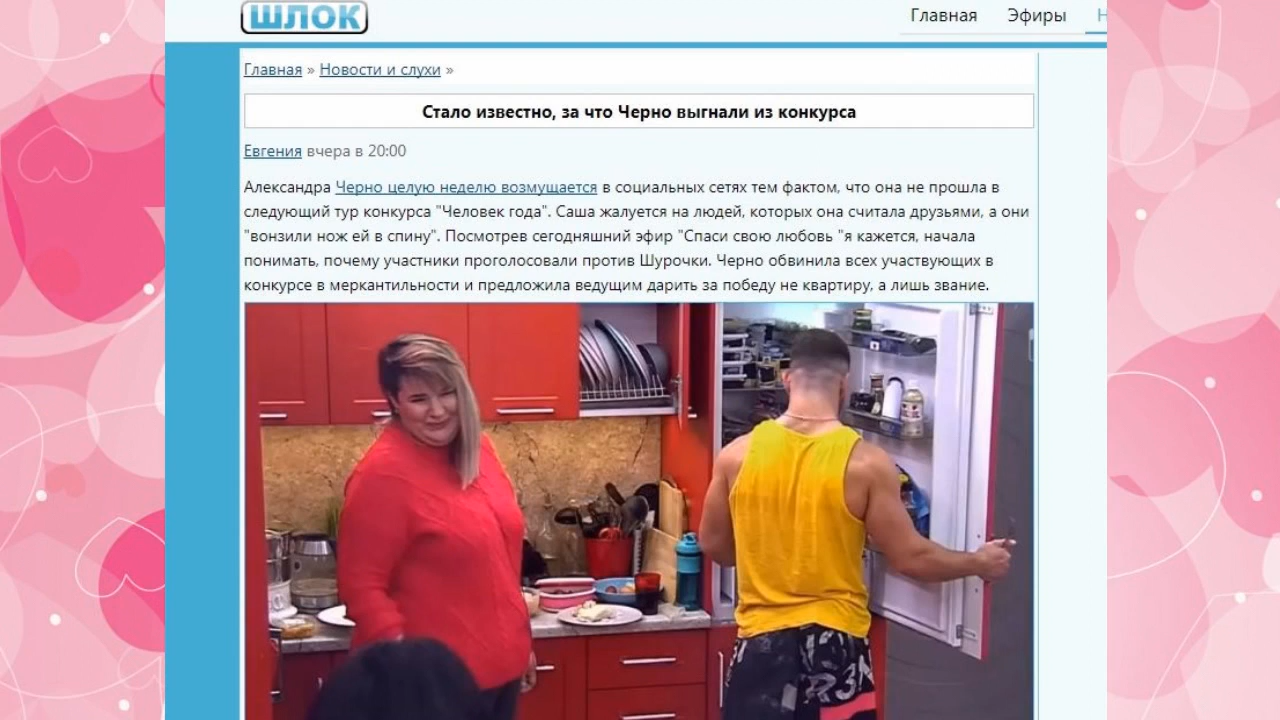 ШЛОК
Главная Эфиры Н
Главная » Новости и слухи »
Стало известно, за что Черно выгнали из конкурса
Евгения вчера в 20:00
Александра Черно целую неделю возмущается в социальных сетях тем фактом, что она не прошла в
следующий тур конкурса "Человек года". Саша жалуется на людей, которых она считала друзьями, а они
"вонзили нож ей в спину". Посмотрев сегодняшний эфир "Спаси свою любовь "я кажется, начала
понимать, почему участники проголосовали против Шурочки. Черно обвинила всех участвующих в
конкурсе в меркантильности и предложила ведущим дарить за победу не квартиру, а лишь звание.